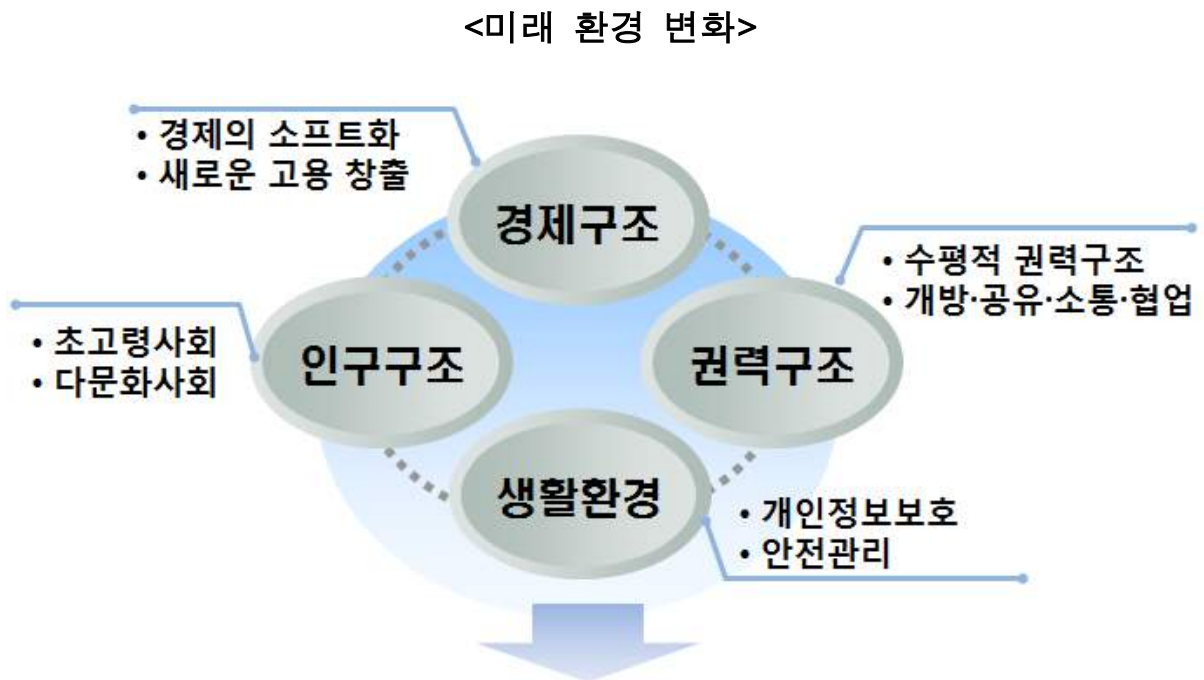 <미래 환경 변화>
• 경제의 소프트화
• 새로운 고용 창출
경제구조
• 수평적 권력구조
• 개방·공유·소통·협업
• 초고령사회
• 다문화사회
인구구조
권력구조
생활환경
• 개인정보보호
• 안전관리